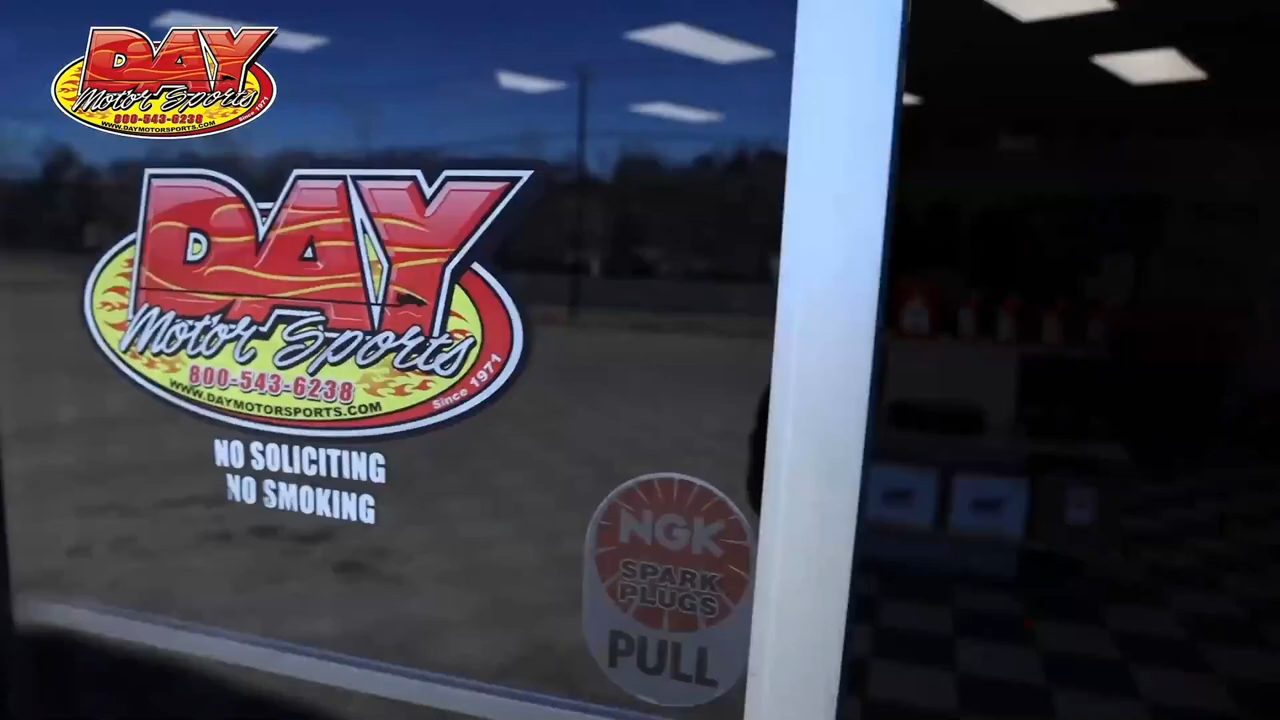 DAY
Motor Sports
800-543-6238
WWW.DAYMOTORSPORTS.COM
Since 1971
DAY
Motor Sports
800-543-6238
WWW.DAYMOTORSPORTS.COM
Since 1971
NO SOLICITING
NO SMOKING
NGK
SPARK
PLUGS
PULL